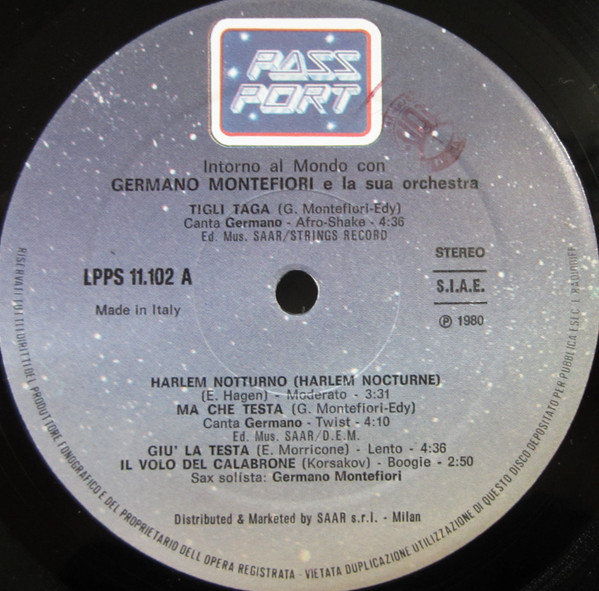 PASS
PORT
Intorno al Mondo con
GERMANO MONTEFIORI e la sua orchestra
TIGLI TAGA (G. Montefiori-Edy)
Canta Germano - Afro-Shake - 4:36
Ed. Mus. SAAR/STRINGS RECORD
LPPS 11.102 A
Made in Italy
STEREO
S.I.A.E.
℗ 1980
HARLEM NOTTURNO (HARLEM NOCTURNE)
(E. Hagen) - Moderato - 3:31
MA CHE TESTA (G. Montefiori-Edy)
Canta Germano - Twist - 4:10
Ed. Mus. SAAR/D.E.M.
GIU' LA TESTA (E. Morricone) - Lento - 4:36
IL VOLO DEL CALABRONE (Korsakov) - Boogie - 2:50
Sax solista: Germano Montefiori
Distributed & Marketed by SAAR s.r.l. - Milan
RISERVATI TUTTI I DIRITTI DEL PRODUTTORE FONOGRAFICO E DEL PROPRIETARIO DELL'OPERA REGISTRATA - VIETATA DUPLICAZIONE UTILIZZAZIONE DI QUESTO DISCO DEPOSITATO PER PUBBLICA ESEC. E RADIODIFF.